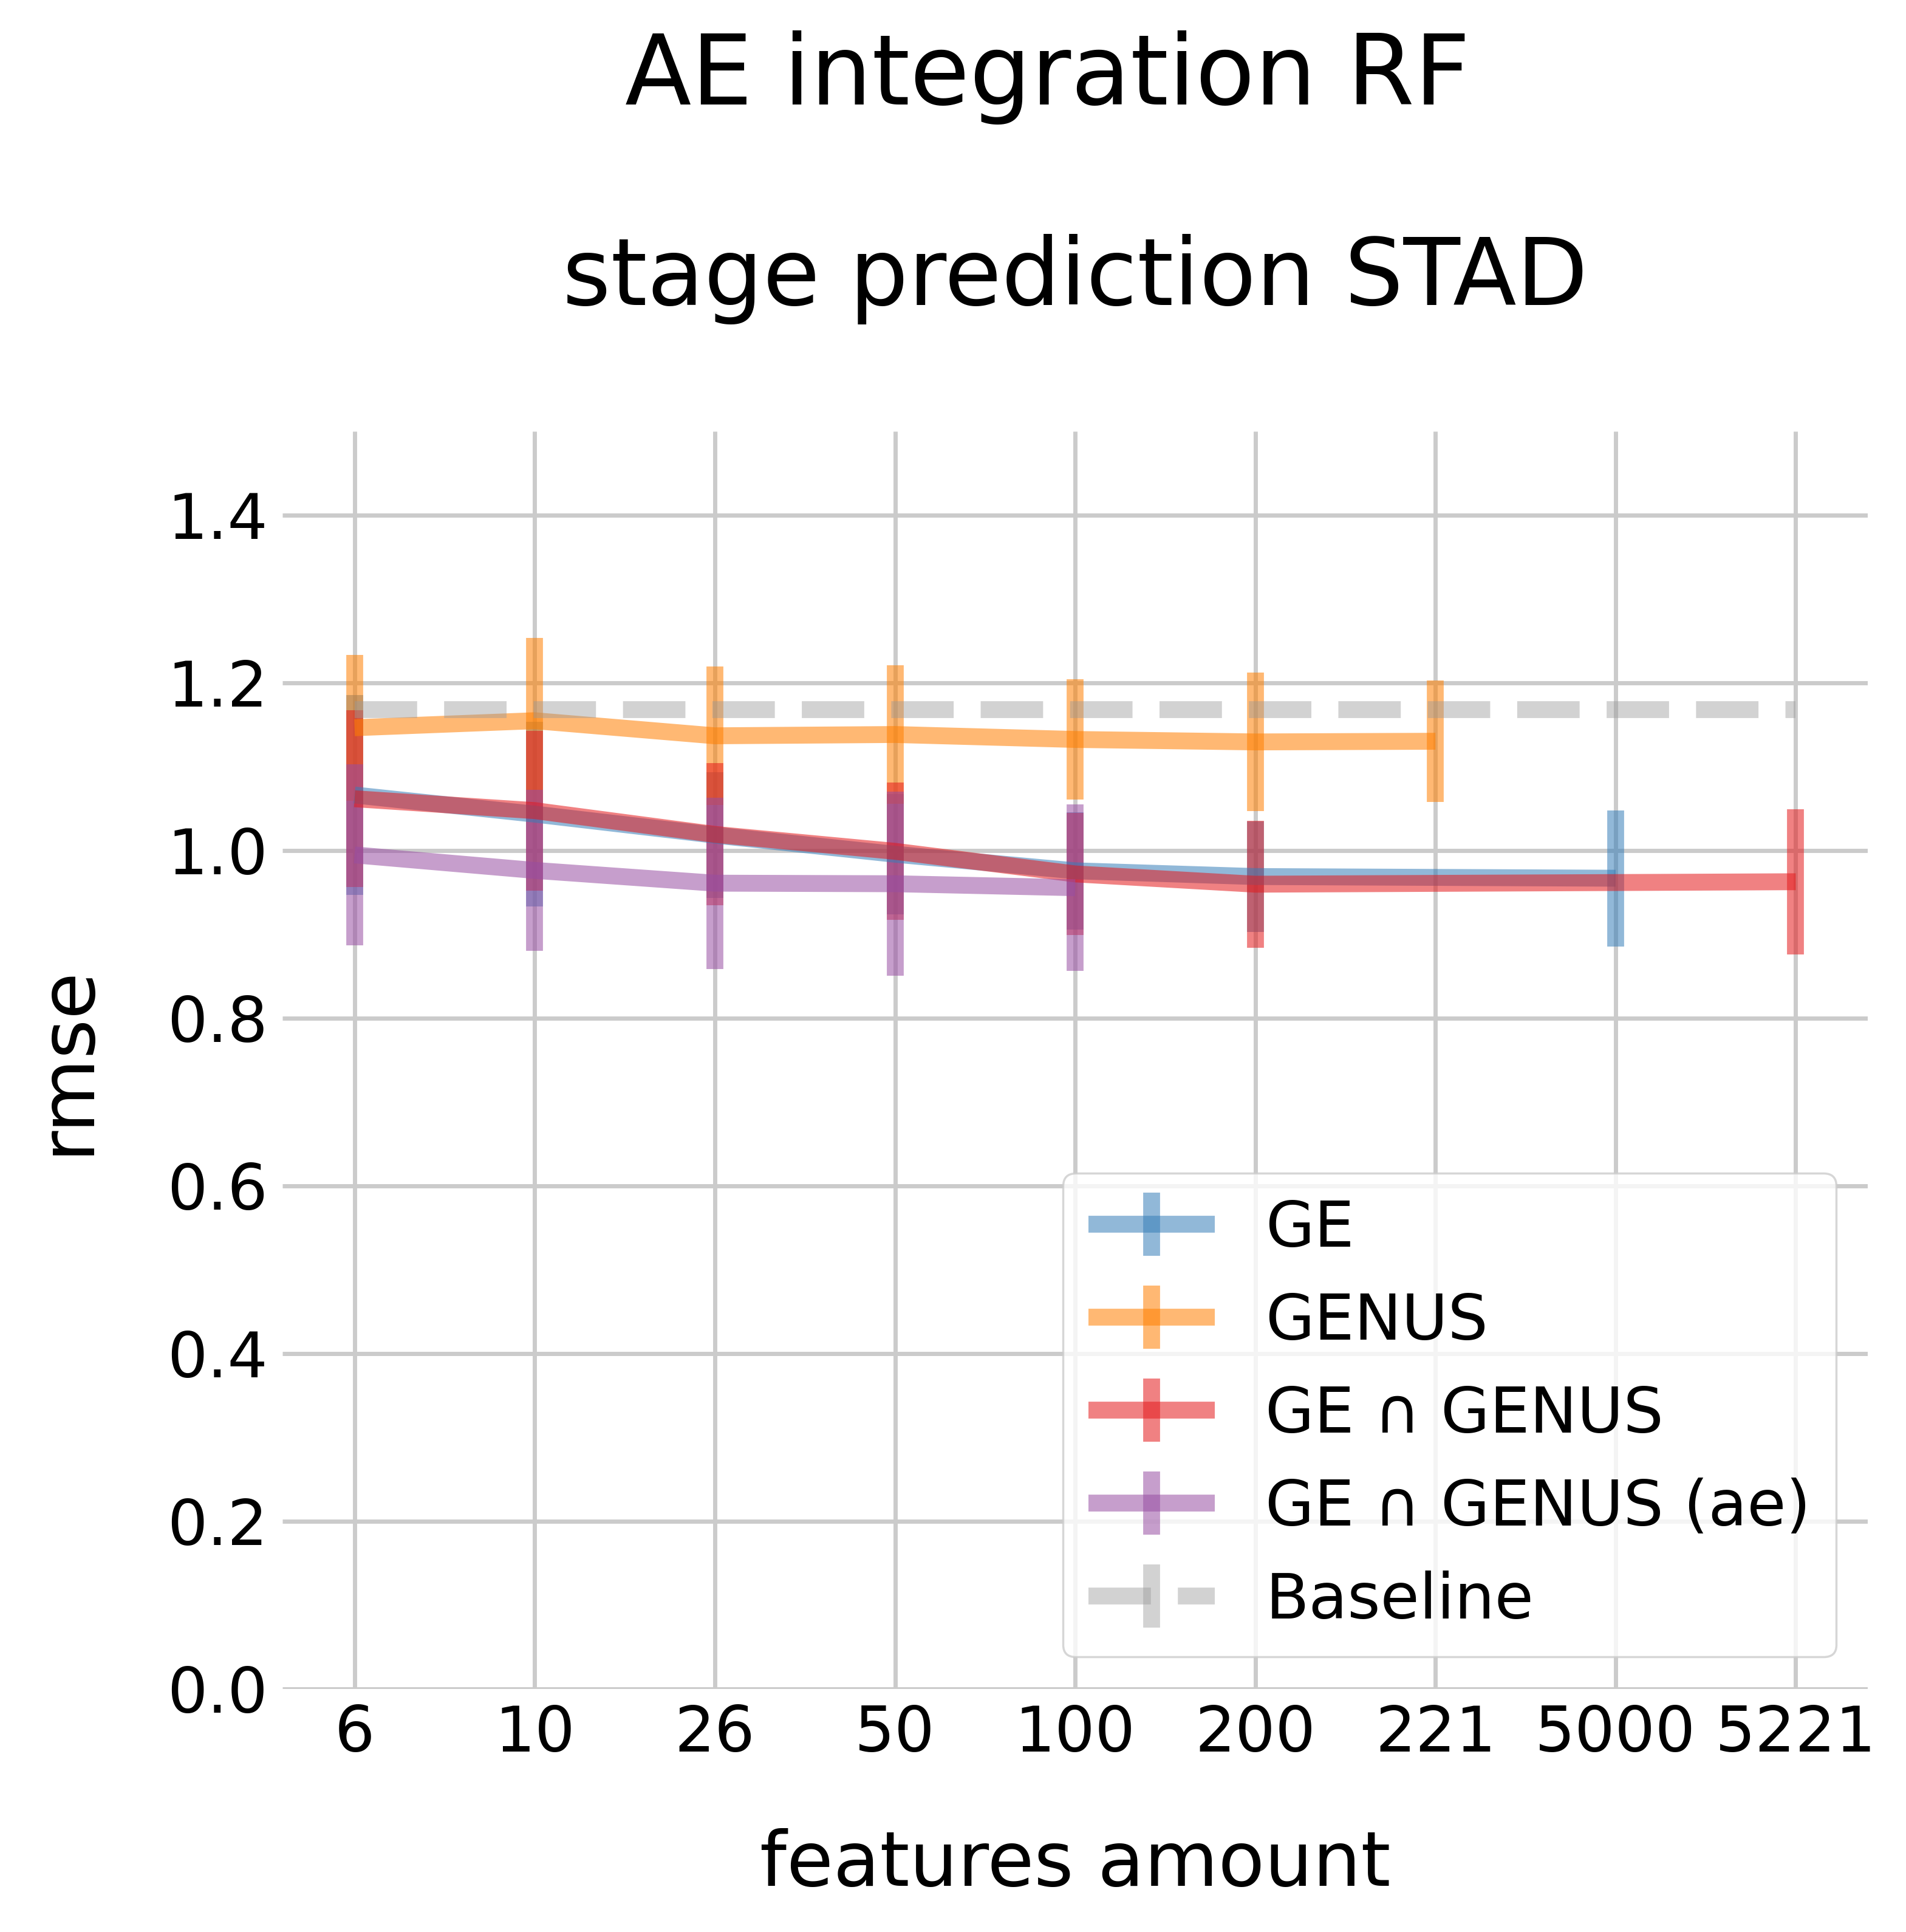 AE integration RF
stage prediction STAD
1.4
1.2
1.0
0.8
0.6
0.4
0.2
0.0
rmse
GE
GENUS
GE ∩ GENUS
GE ∩ GENUS (ae)
Baseline
6 10 26 50 100 200 221 5000 5221
features amount